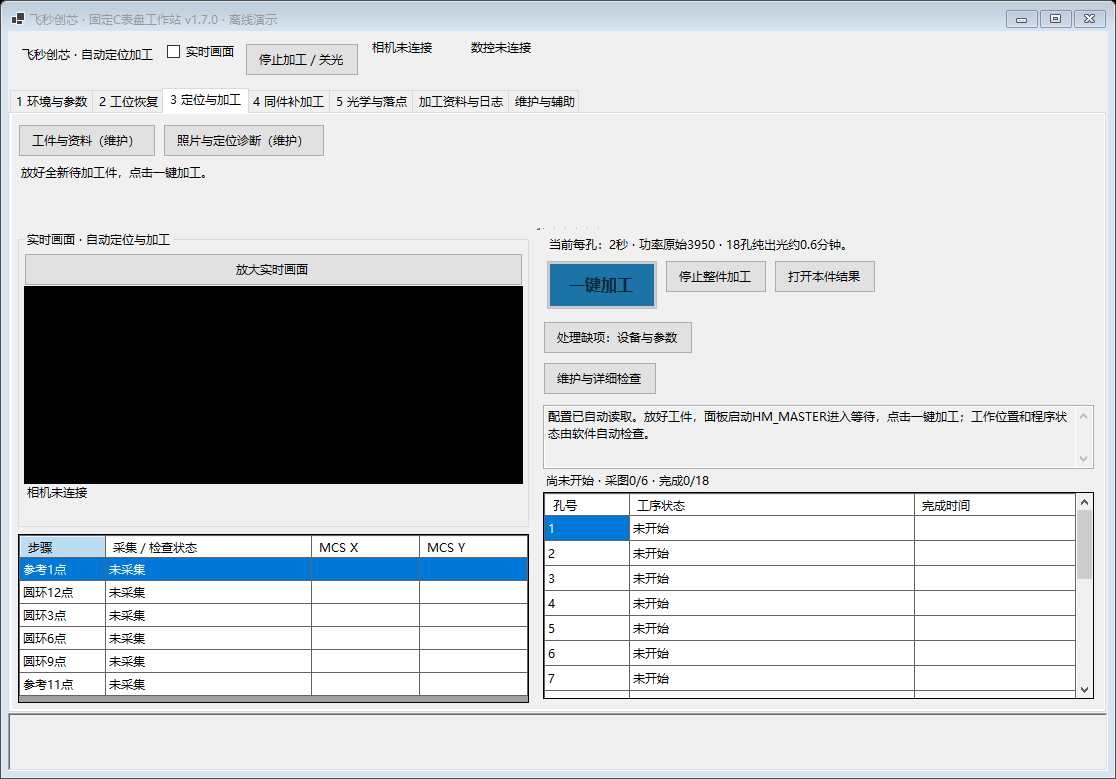 飞秒创芯 · 固定C表盘工作站 v1.7.0 · 离线演示
飞秒创芯 · 自动定位加工 实时画面 停止加工 / 关光 相机未连接 数控未连接
1 环境与参数 2 工位恢复 3 定位与加工 4 同件补加工 5 光学与落点 加工资料与日志 维护与辅助
工件与资料（维护） 照片与定位诊断（维护）
放好全新待加工件，点击一键加工。
实时画面 · 自动定位与加工
放大实时画面
相机未连接
步骤 采集 / 检查状态 MCS X MCS Y
参考1点 未采集
圆环12点 未采集
圆环3点 未采集
圆环6点 未采集
圆环9点 未采集
参考11点 未采集
当前每孔：2秒 · 功率原始3950 · 18孔纯出光约0.6分钟。
一键加工 停止整件加工 打开本件结果
处理缺项：设备与参数
维护与详细检查
配置已自动读取。放好工件，面板启动HM_MASTER进入等待，点击一键加工；工作位置和程序状
态由软件自动检查。
尚未开始 · 采图0/6 · 完成0/18
孔号 工序状态 完成时间
1 未开始
2 未开始
3 未开始
4 未开始
5 未开始
6 未开始
7 未开始